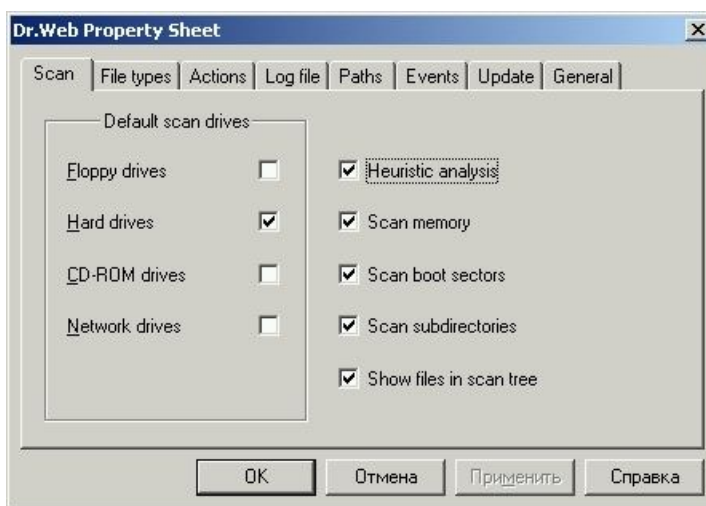 Dr.Web Property Sheet
Scan File types Actions Log file Paths Events Update General
Default scan drives
Floppy drives
Hard drives
CD-ROM drives
Network drives
Heuristic analysis
Scan memory
Scan boot sectors
Scan subdirectories
Show files in scan tree
OK Отмена Применить Справка